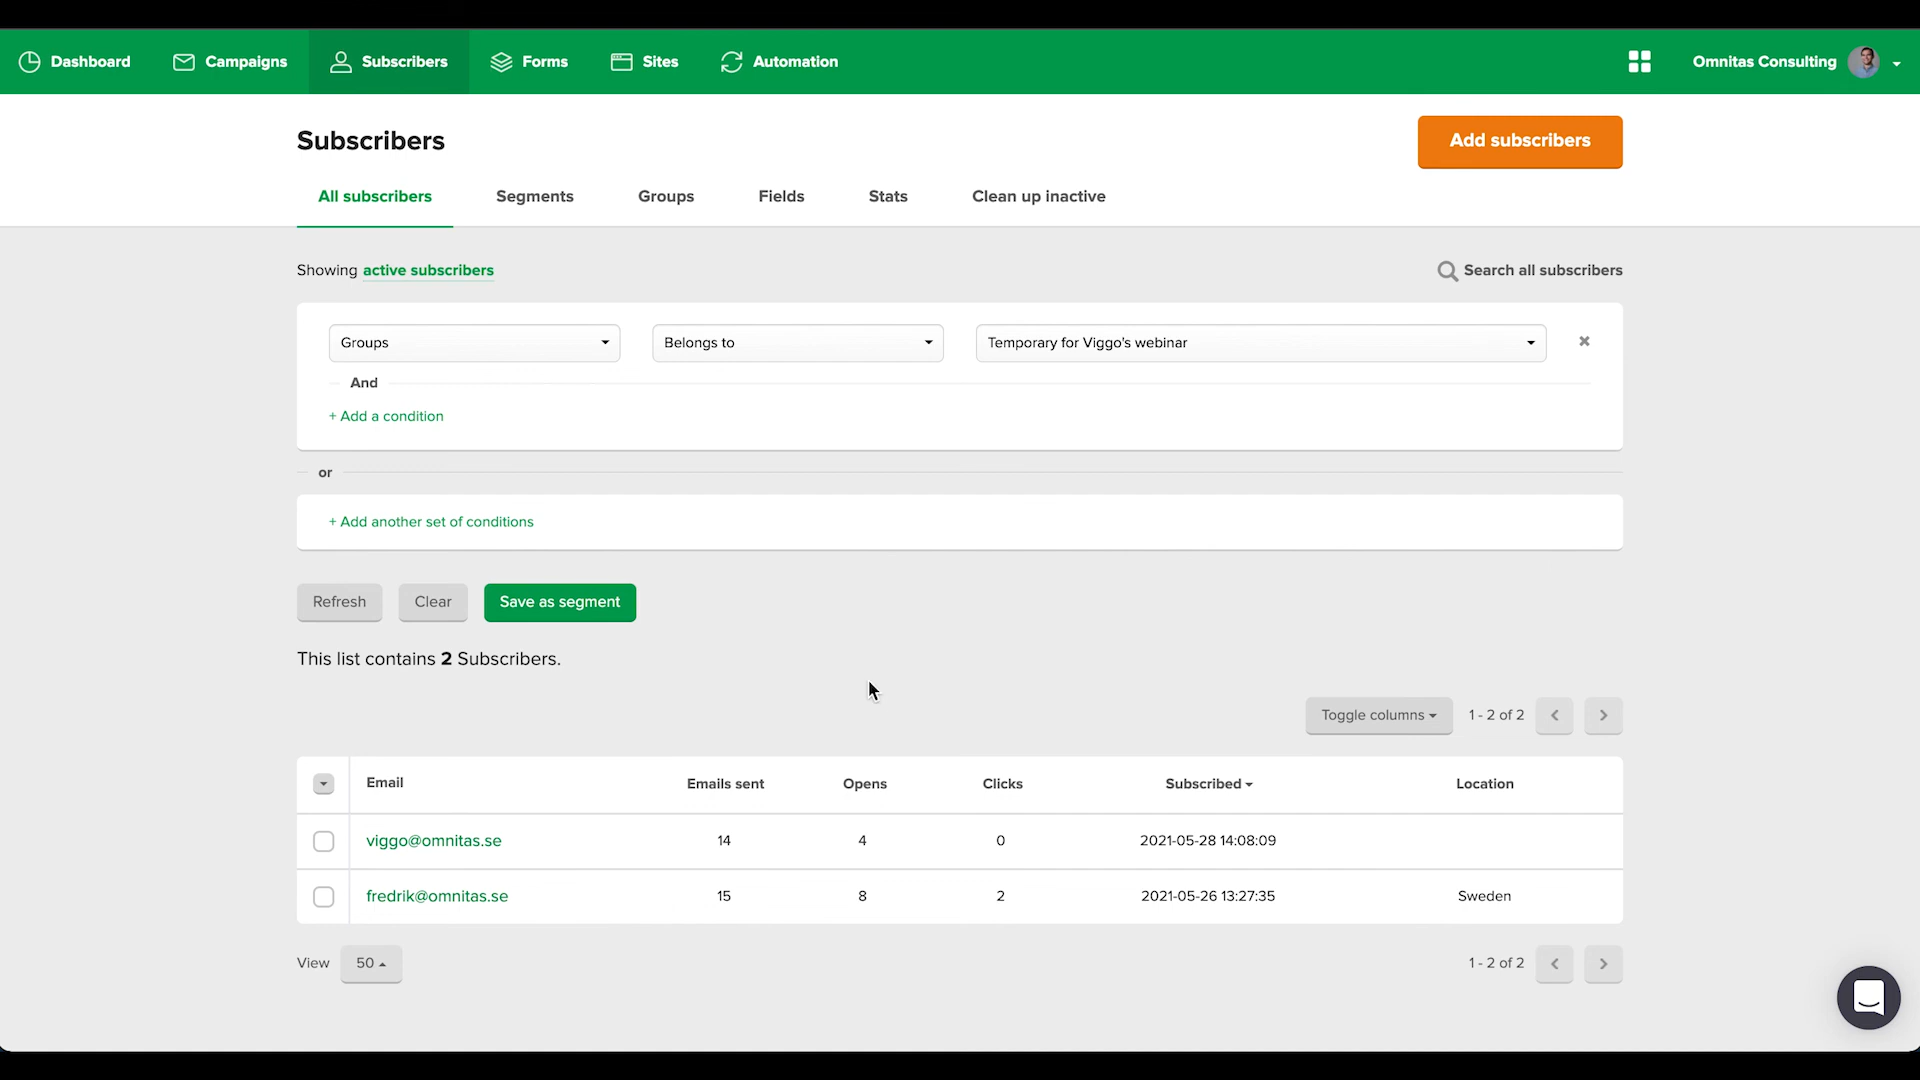 Dashboard Campaigns Subscribers Forms Sites Automation Omnitas Consulting
Subscribers
Add subscribers
All subscribers Segments Groups Fields Stats Clean up inactive
Showing active subscribers
Search all subscribers
Groups Belongs to Temporary for Viggo's webinar
And
+ Add a condition
or
+ Add another set of conditions
Refresh Clear Save as segment
This list contains 2 Subscribers.
Toggle columns 1 - 2 of 2
Email Emails sent Opens Clicks Subscribed Location
viggo@omnitas.se 14 4 0 2021-05-28 14:08:09
fredrik@omnitas.se 15 8 2 2021-05-26 13:27:35 Sweden
View 50 1 - 2 of 2